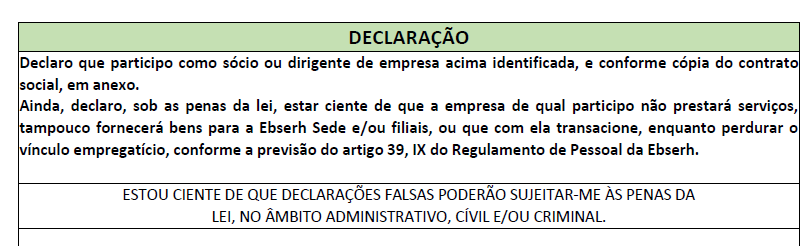 DECLARAÇÃO
Declaro que participo como sócio ou dirigente de empresa acima identificada, e conforme cópia do contrato
social, em anexo.
Ainda, declaro, sob as penas da lei, estar ciente de que a empresa de qual participo não prestará serviços,
tampouco fornecerá bens para a Ebserh Sede e/ou filiais, ou que com ela transacione, enquanto perdurar o
vínculo empregatício, conforme a previsão do artigo 39, IX do Regulamento de Pessoal da Ebserh.
ESTOU CIENTE DE QUE DECLARAÇÕES FALSAS PODERÃO SUJEITAR-ME ÀS PENAS DA
LEI, NO ÂMBITO ADMINISTRATIVO, CÍVIL E/OU CRIMINAL.